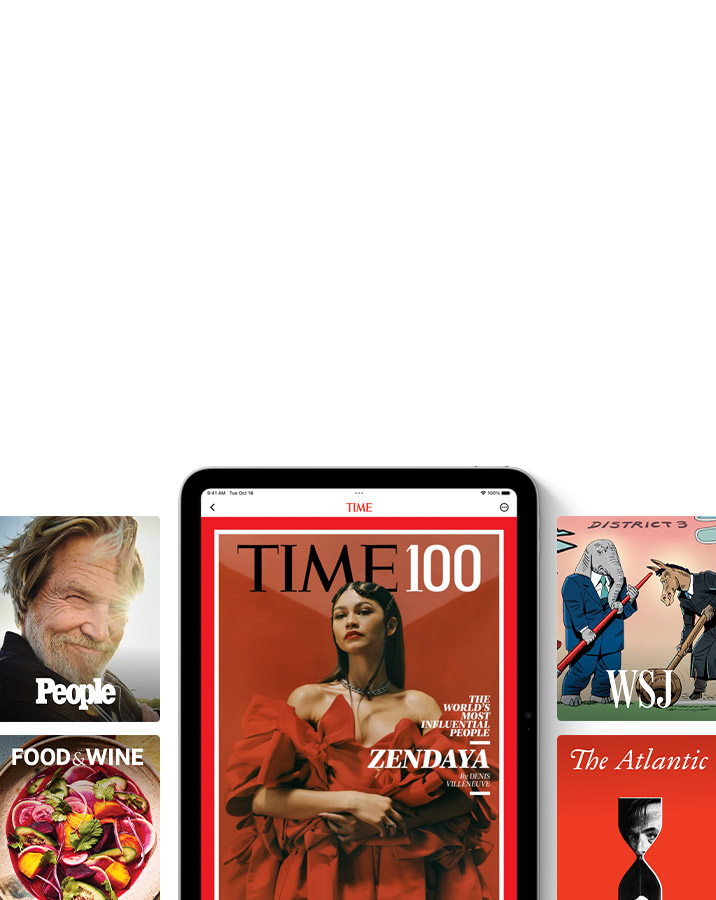 9:41 AM Tue Oct 18
100%
TIME
TIME100
THE
WORLD'S
MOST
INFLUENTIAL
PEOPLE
ZENDAYA
By DENIS
VILLENEUVE
People
FOOD&WINE
DISTRICT 3
WSJ
The Atlantic